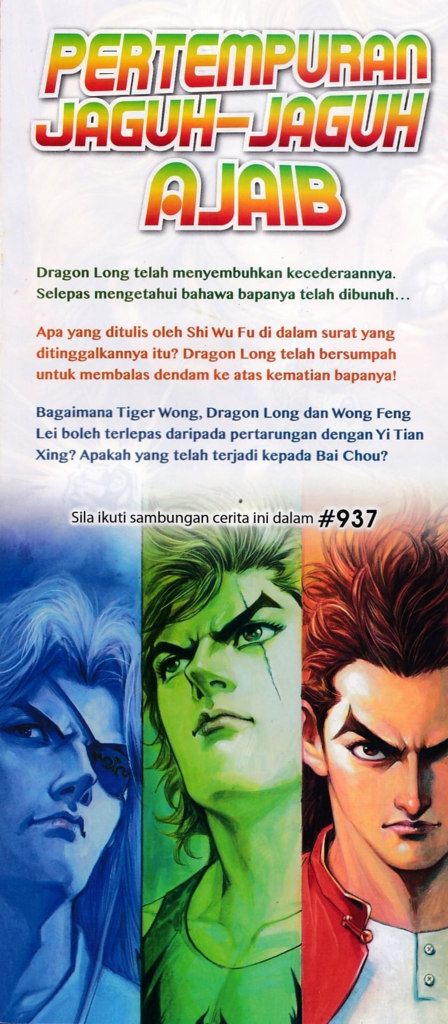 PERTEMPURAN
JAGUH-JAGUH
AJAIB
Dragon Long telah menyembuhkan kecederaannya.
Selepas mengetahui bahawa bapanya telah dibunuh...
Apa yang ditulis oleh Shi Wu Fu di dalam surat yang
ditinggalkannya itu? Dragon Long telah bersumpah
untuk membalas dendam ke atas kematian bapanya!
Bagaimana Tiger Wong, Dragon Long dan Wong Feng
Lei boleh terlepas daripada pertarungan dengan Yi Tian
Xing? Apakah yang telah terjadi kepada Bai Chou?
Sila ikuti sambungan cerita ini dalam #937